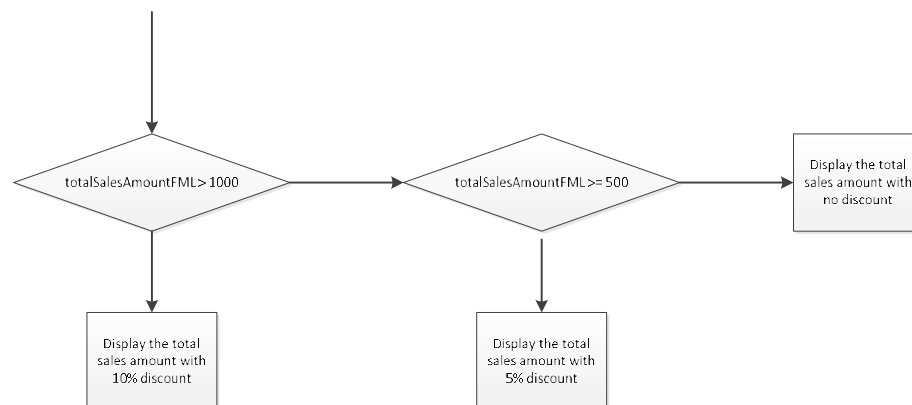 totalSalesAmountFML > 1000
totalSalesAmountFML >= 500
Display the total
sales amount with
no discount
Display the total
sales amount with
10% discount
Display the total
sales amount with
5% discount